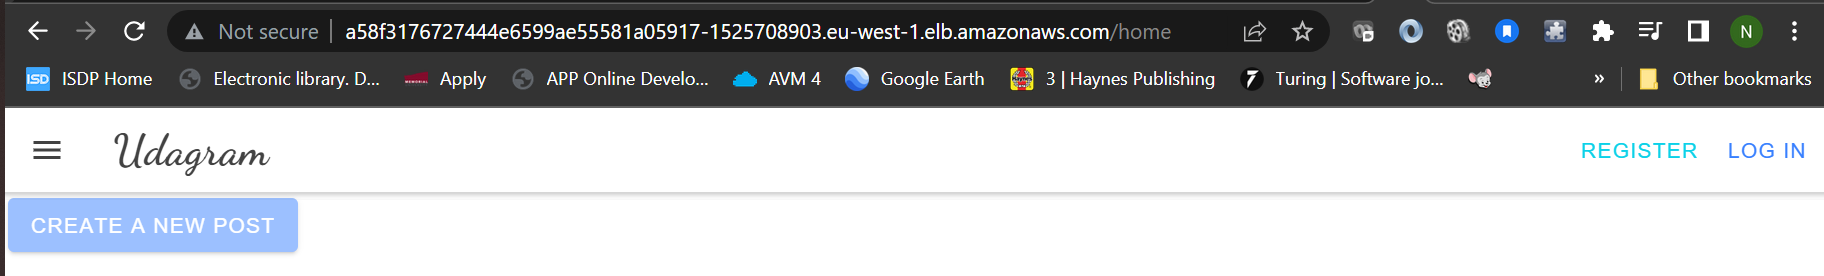 Not secure | a58f3176727444e6599ae55581a05917-1525708903.eu-west-1.elb.amazonaws.com/home N
ISD ISDP Home Electronic library. D... MEMORIAL Apply APP Online Develo... AVM 4 Google Earth Haynes 3 | Haynes Publishing Turing | Software jo... » Other bookmarks
Udagram REGISTER LOG IN
CREATE A NEW POST